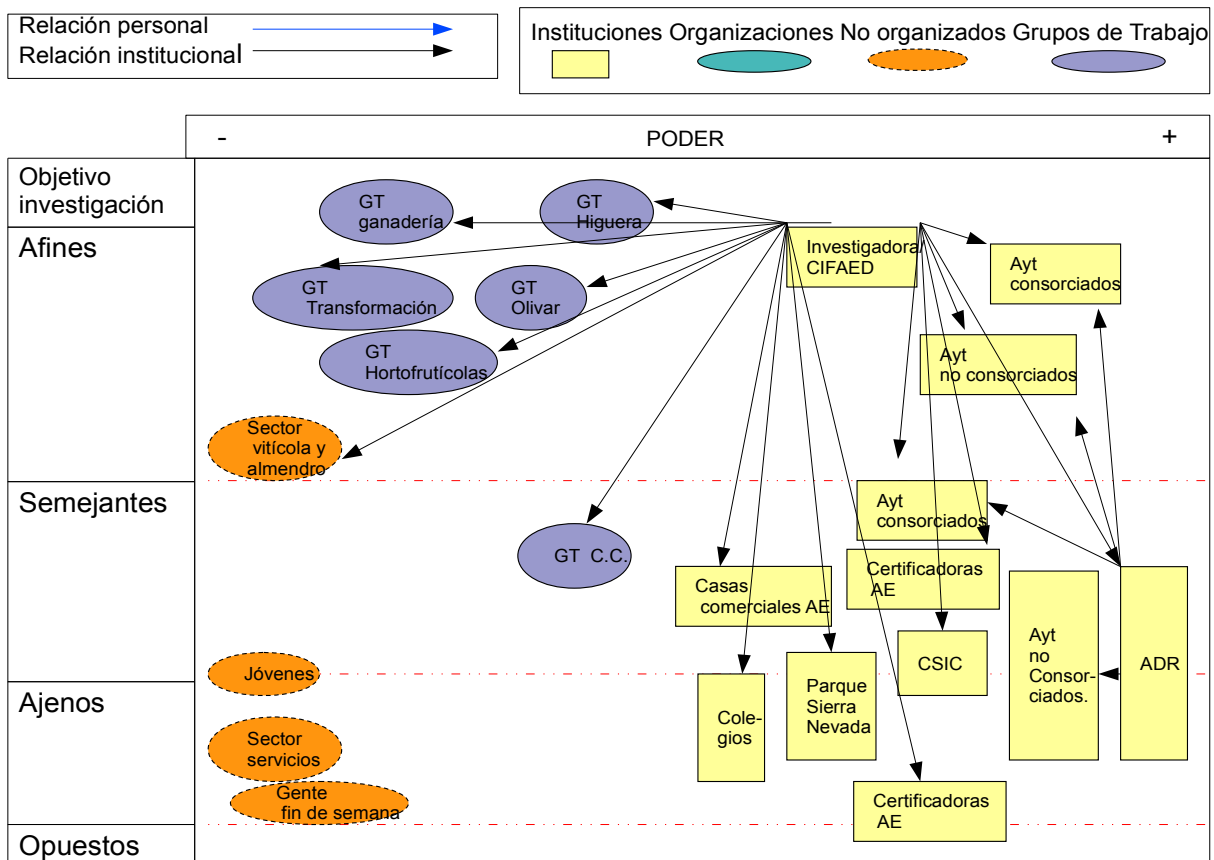 Relación personal
Relación institucional
Instituciones Organizaciones No organizados Grupos de Trabajo
- PODER +
Objetivo
investigación
GT
ganadería
GT
Higuera
Afines
Investigadora/
CIFAED
Ayt
consorciados
GT
Transformación
GT
Olivar
GT
Hortofrutícolas
Ayt
no consorciados
Sector
vitícola y
almendro
Semejantes
Ayt
consorciados
GT C.C.
Certificadoras
AE
Casas
comerciales AE
Ayt
no
Consor-
ciados.
ADR
CSIC
Jóvenes
Ajenos
Parque
Sierra
Nevada
Cole-
gios
Sector
servicios
Gente
fin de semana
Certificadoras
AE
Opuestos